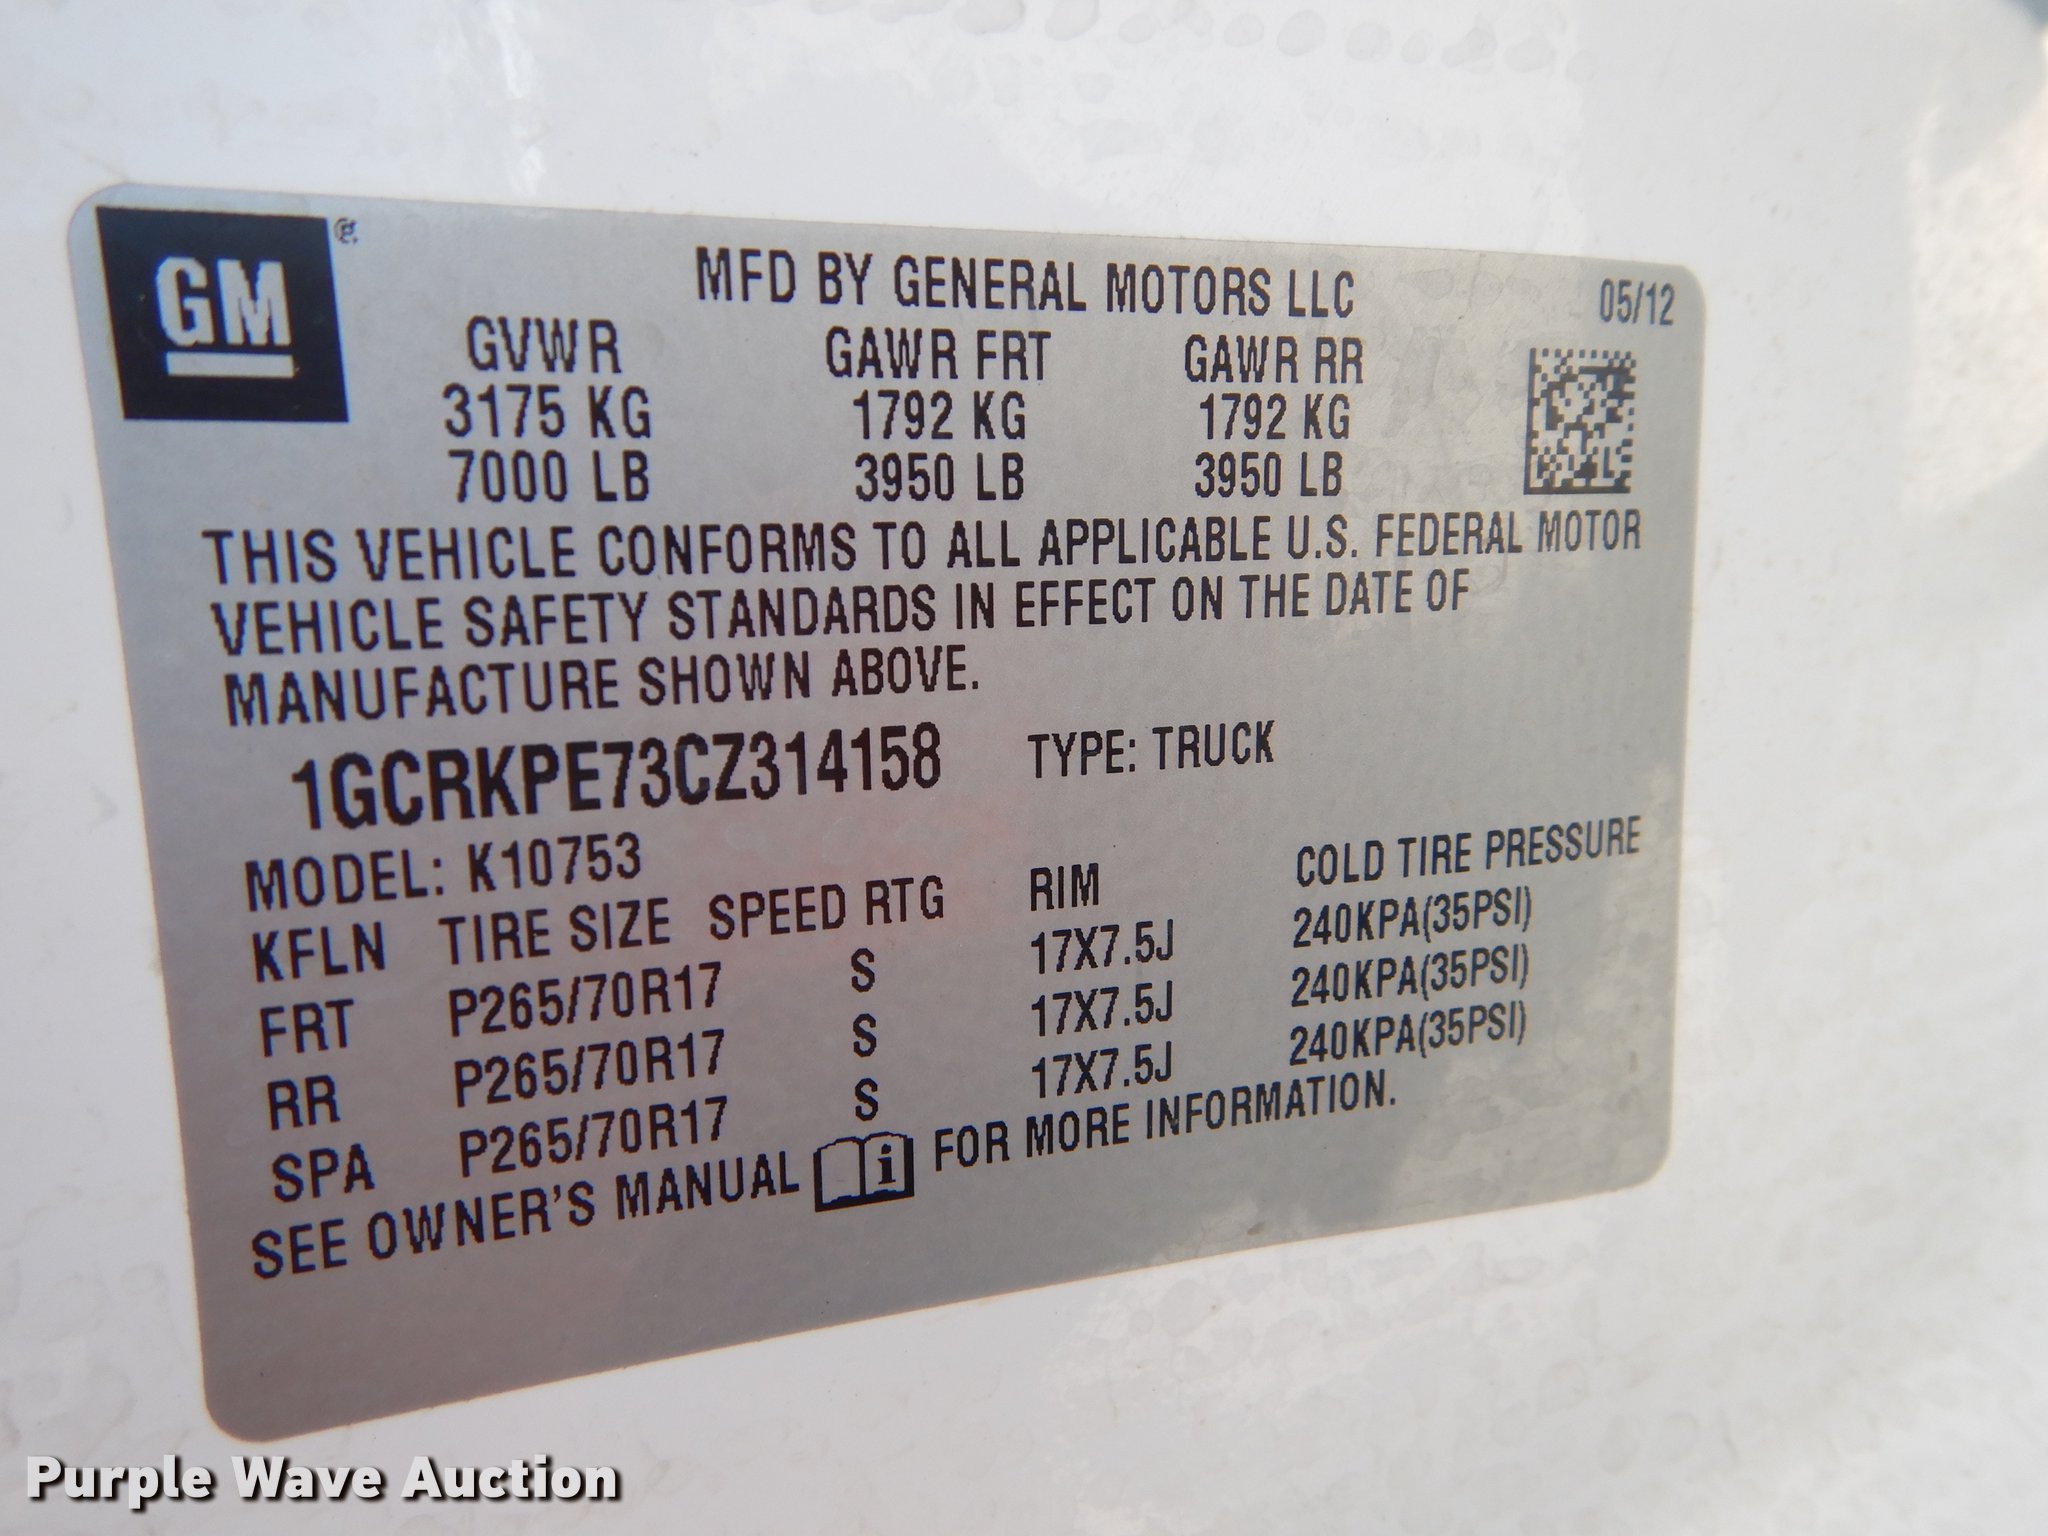 GM
MFD BY GENERAL MOTORS LLC 05/12
GVWR GAWR FRT GAWR RR
3175 KG 1792 KG 1792 KG
7000 LB 3950 LB 3950 LB
THIS VEHICLE CONFORMS TO ALL APPLICABLE U.S. FEDERAL MOTOR
VEHICLE SAFETY STANDARDS IN EFFECT ON THE DATE OF
MANUFACTURE SHOWN ABOVE.
1GCRKPE73CZ314158 TYPE: TRUCK
MODEL: K10753
KFLN TIRE SIZE SPEED RTG RIM COLD TIRE PRESSURE
FRT P265/70R17 S 17X7.5J 240KPA(35PSI)
RR P265/70R17 S 17X7.5J 240KPA(35PSI)
SPA P265/70R17 S 17X7.5J 240KPA(35PSI)
SEE OWNER'S MANUAL i FOR MORE INFORMATION.
Purple Wave Auction